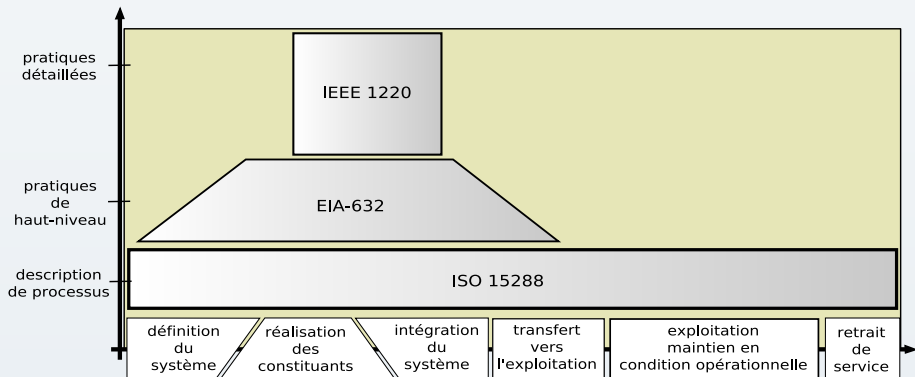 pratiques
détaillées
IEEE 1220
pratiques
de
haut-niveau
EIA-632
description
de processus
ISO 15288
définition
du
système
réalisation
des
constituants
intégration
du
système
transfert
vers
l'exploitation
exploitation
maintien en
condition opérationnelle
retrait
de
service